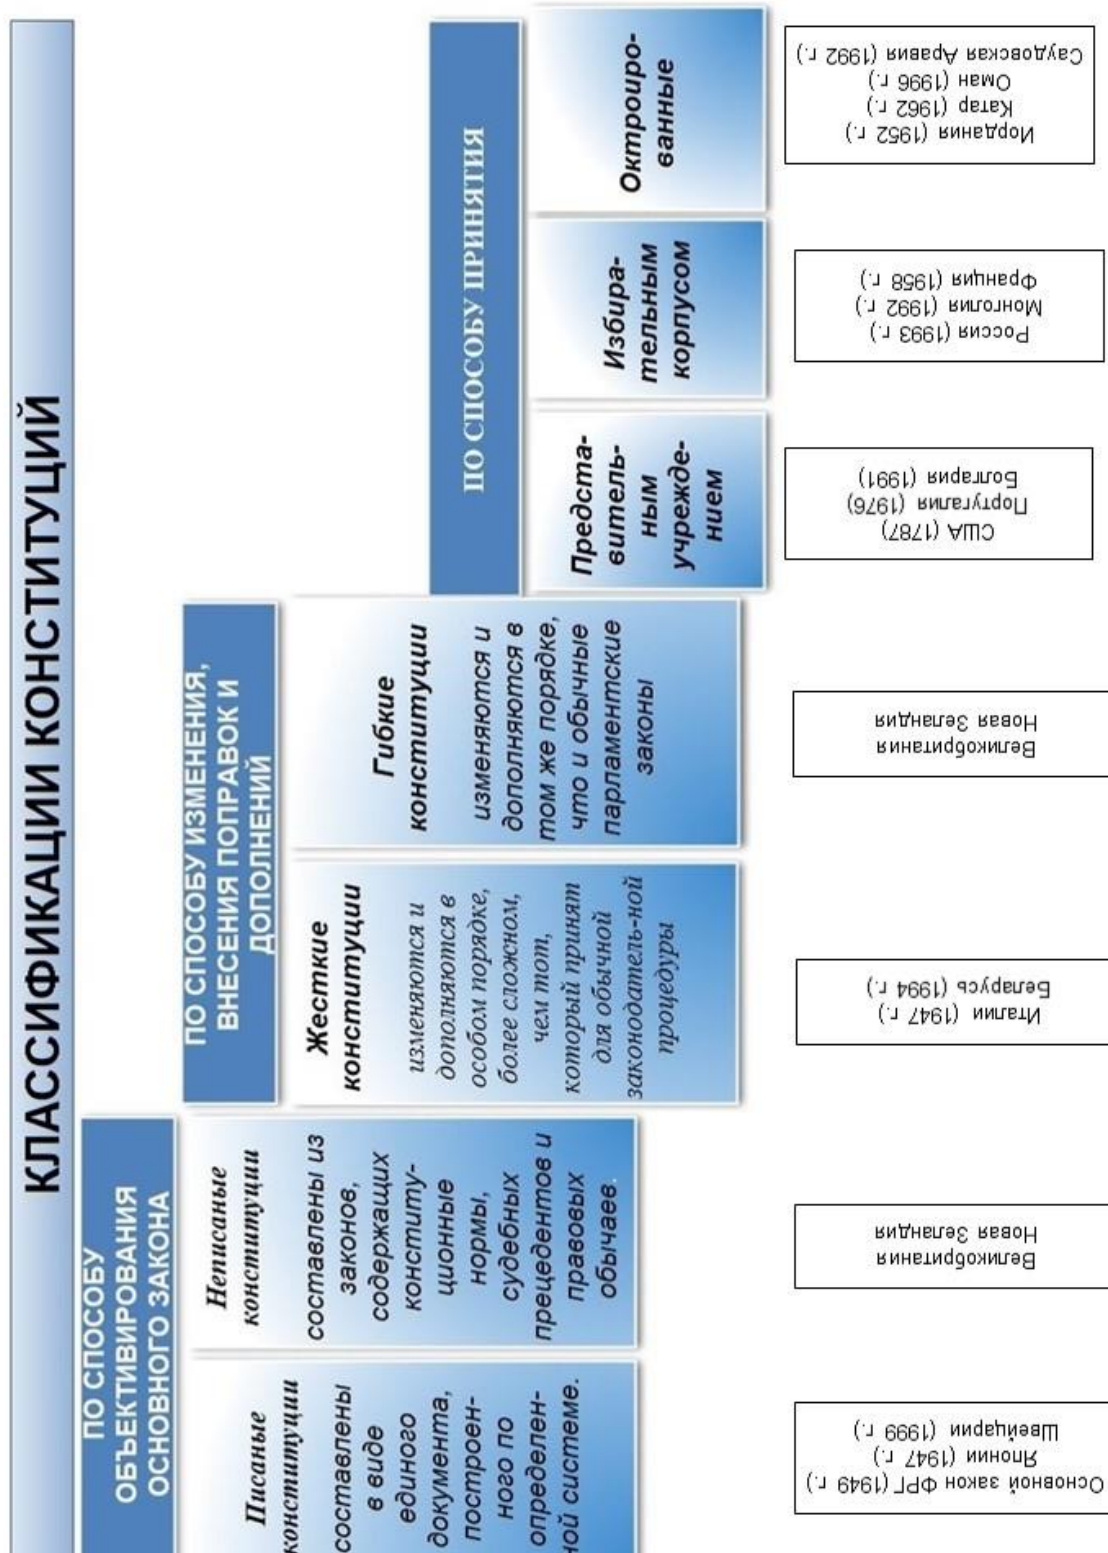 КЛАССИФИКАЦИИ КОНСТИТУЦИЙ
ПО СПОСОБУ
ОБЪЕКТИВИРОВАНИЯ
ОСНОВНОГО ЗАКОНА
Писаные
конституции
составлены
в виде
единого
документа,
построен-
ного по
определен-
ной системе.
Неписаные
конституции
составлены из
законов,
содержащих
конститу-
ционные
нормы,
судебных
прецедентов и
правовых
обычаев.
ПО СПОСОБУ ИЗМЕНЕНИЯ,
ВНЕСЕНИЯ ПОПРАВОК И
ДОПОЛНЕНИЙ
Жесткие
конституции
изменяются и
дополняются в
особом порядке,
более сложном,
чем тот,
который принят
для обычной
законодатель-ной
процедуры
Гибкие
конституции
изменяются и
дополняются в
том же порядке,
что и обычные
парламентские
законы
ПО СПОСОБУ ПРИНЯТИЯ
Предста-
витель-
ным
учрежде-
нием
Избира-
тельным
корпусом
Октроиро-
ванные
Основной закон ФРГ (1949 г.)
Японии (1947 г.)
Швейцарии (1999 г.)
Великобритания
Новая Зеландия
Италии (1947 г.)
Беларусь (1994 г.)
Великобритания
Новая Зеландия
США (1787)
Португалия (1976)
Болгария (1991)
Россия (1993 г.)
Монголия (1992 г.)
Франция (1958 г.)
Иордания (1952 г.)
Катар (1962 г.)
Оман (1996 г.)
Саудовская Аравия (1992 г.)